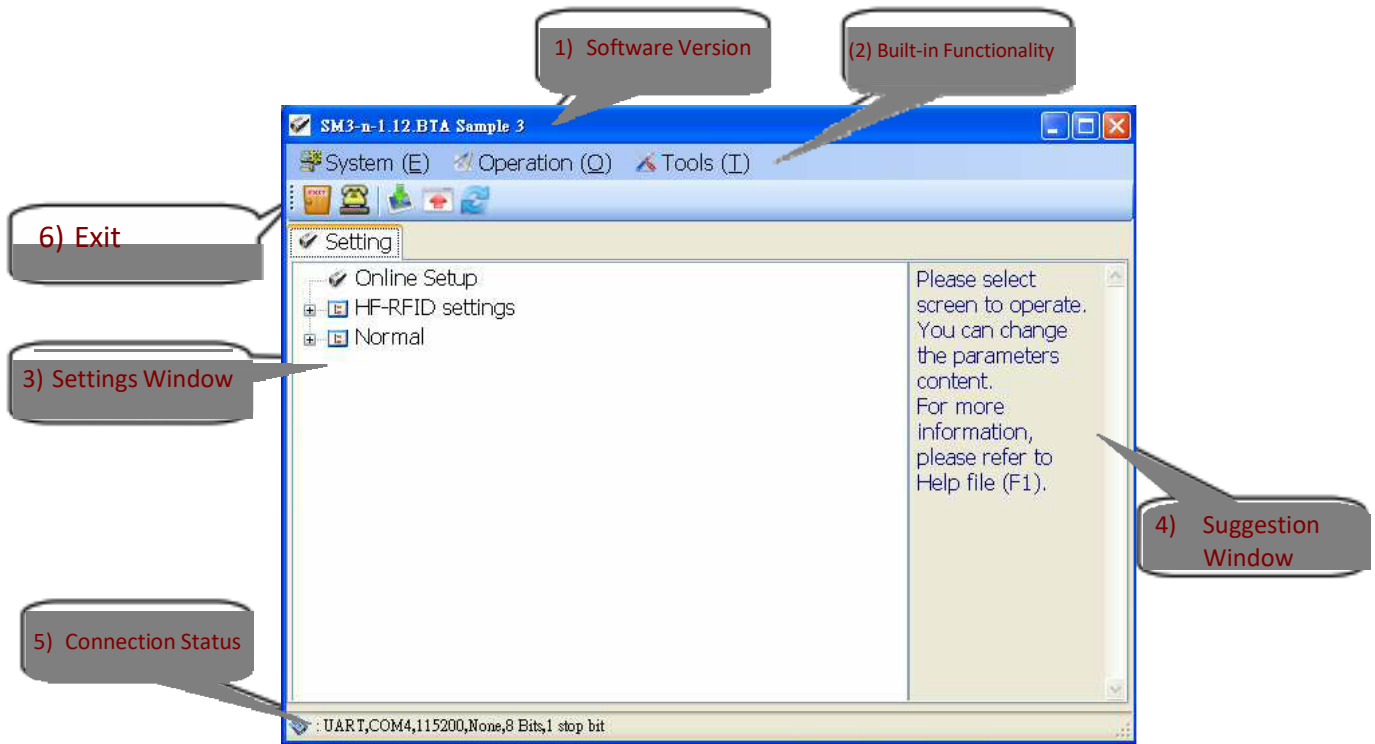 1) Software Version
(2) Built-in Functionality
SM3-n-1.12.BTA Sample 3
System (E) Operation (O) Tools (T)
EXIT
6) Exit
Setting
Online Setup
HF-RFID settings
Normal
Please select
screen to operate.
You can change
the parameters
content.
For more
information,
please refer to
Help file (F1).
3) Settings Window
4) Suggestion
Window
5) Connection Status
: UART,COM4,115200,None,8 Bits,1 stop bit